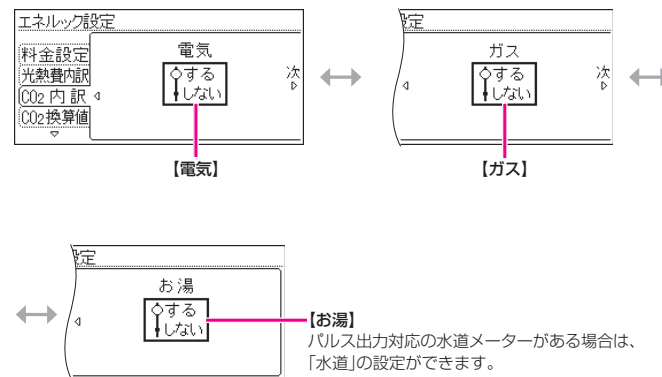 エネルック設定
料金設定
光熱費内訳
CO2 内 訳
CO2換算値
電気
する
しない
次
【電気】
設定
ガス
する
しない
次
【ガス】
設定
お湯
する
しない
【お湯】
パルス出力対応の水道メーターがある場合は、
「水道」の設定ができます。